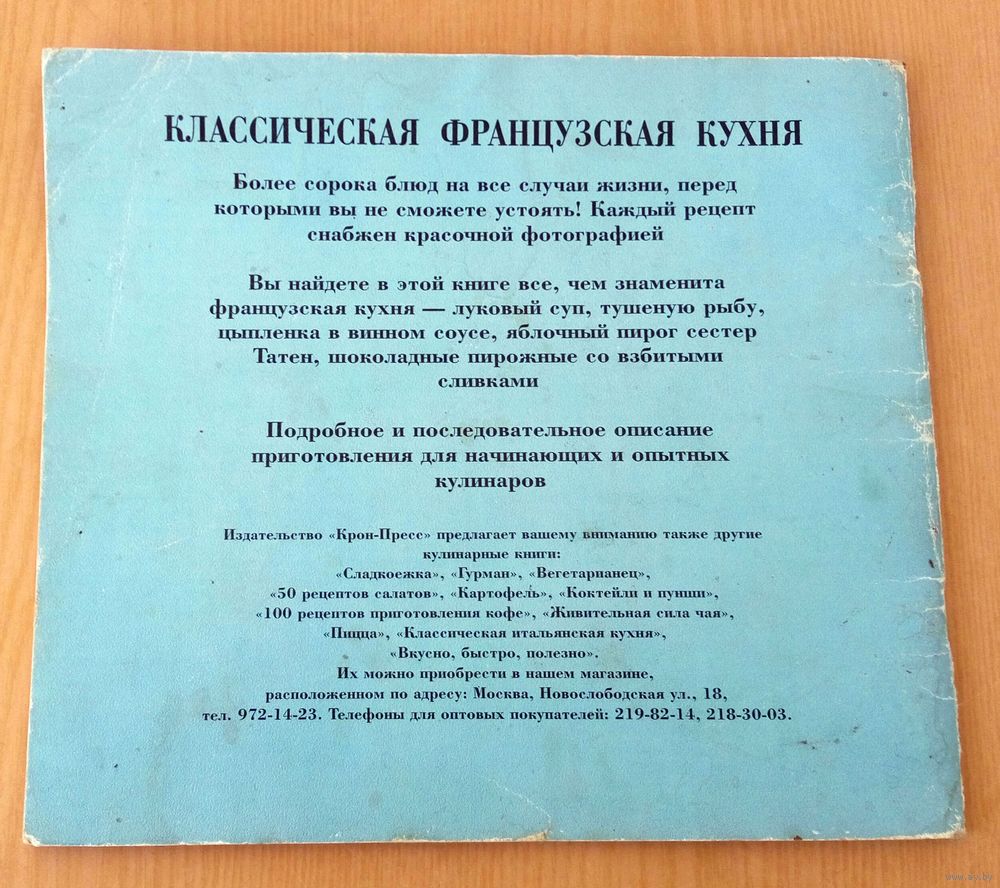 КЛАССИЧЕСКАЯ ФРАНЦУЗСКАЯ КУХНЯ
Более сорока блюд на все случаи жизни, перед
которыми вы не сможете устоять! Каждый рецепт
снабжен красочной фотографией
Вы найдете в этой книге все, чем знаменита
французская кухня — луковый суп, тушеную рыбу,
цыпленка в винном соусе, яблочный пирог сестер
Татен, шоколадные пирожные со взбитыми
сливками
Подробное и последовательное описание
приготовления для начинающих и опытных
кулинаров
Издательство «Крон-Пресс» предлагает вашему вниманию также другие
кулинарные книги:
«Сладкоежка», «Гурман», «Вегетарианец»,
«50 рецептов салатов», «Картофель», «Коктейли и пунши»,
«100 рецептов приготовления кофе», «Живительная сила чая»,
«Пицца», «Классическая итальянская кухня»,
«Вкусно, быстро, полезно».
Их можно приобрести в нашем магазине,
расположенном по адресу: Москва, Новослободская ул., 18,
тел. 972-14-23. Телефоны для оптовых покупателей: 219-82-14, 218-30-03.
www.ay.by